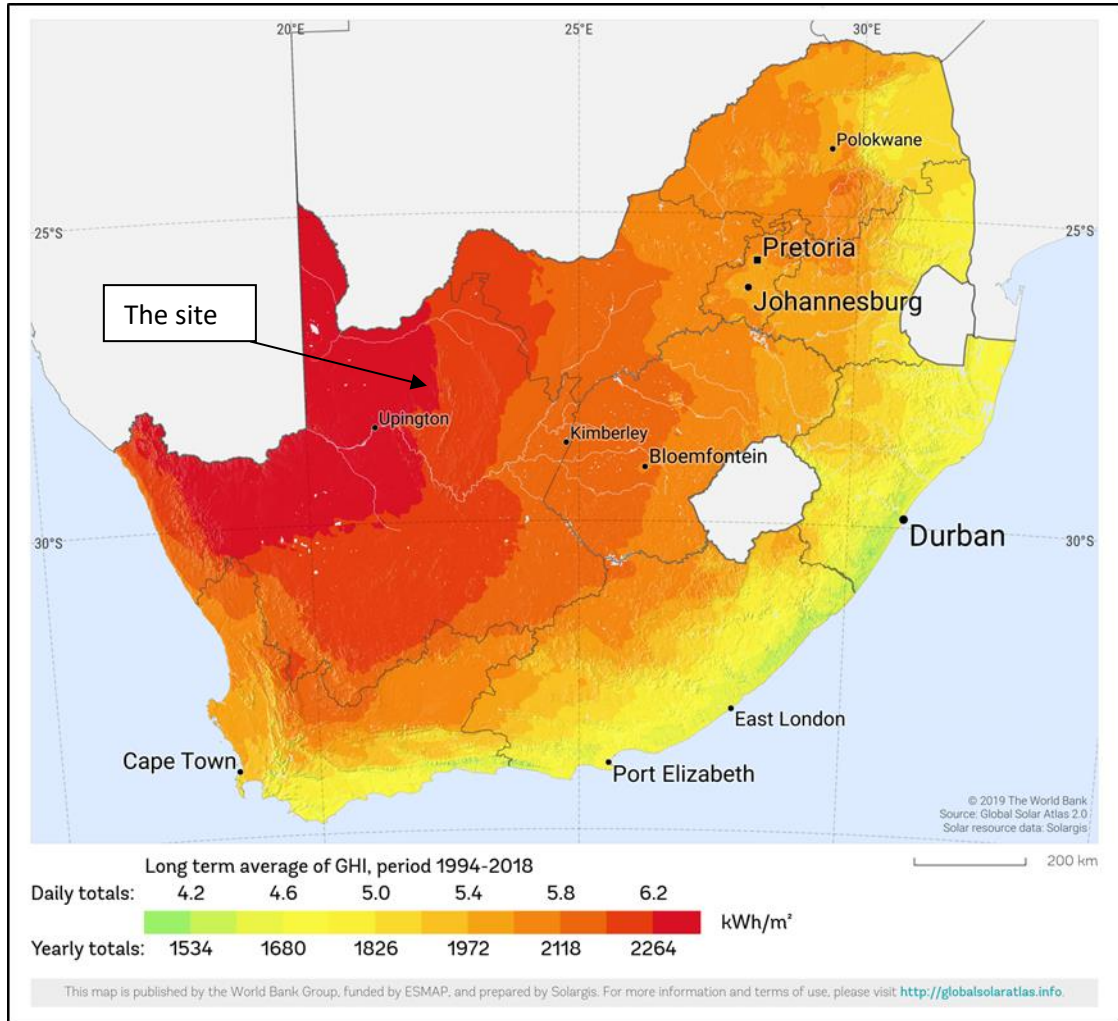 20°E 25°E 30°E
Polokwane
25°S 25°S
Pretoria
Johannesburg
The site
Upington
Kimberley
Bloemfontein
30°S 30°S
Durban
East London
Cape Town
Port Elizabeth
© 2019 The World Bank
Source: Global Solar Atlas 2.0
Solar resource data: Solargis
Long term average of GHI, period 1994-2018
200 km
Daily totals: 4.2 4.6 5.0 5.4 5.8 6.2
kWh/m²
Yearly totals: 1534 1680 1826 1972 2118 2264
This map is published by the World Bank Group, funded by ESMAP, and prepared by Solargis. For more information and terms of use, please visit http://globalsolaratlas.info.